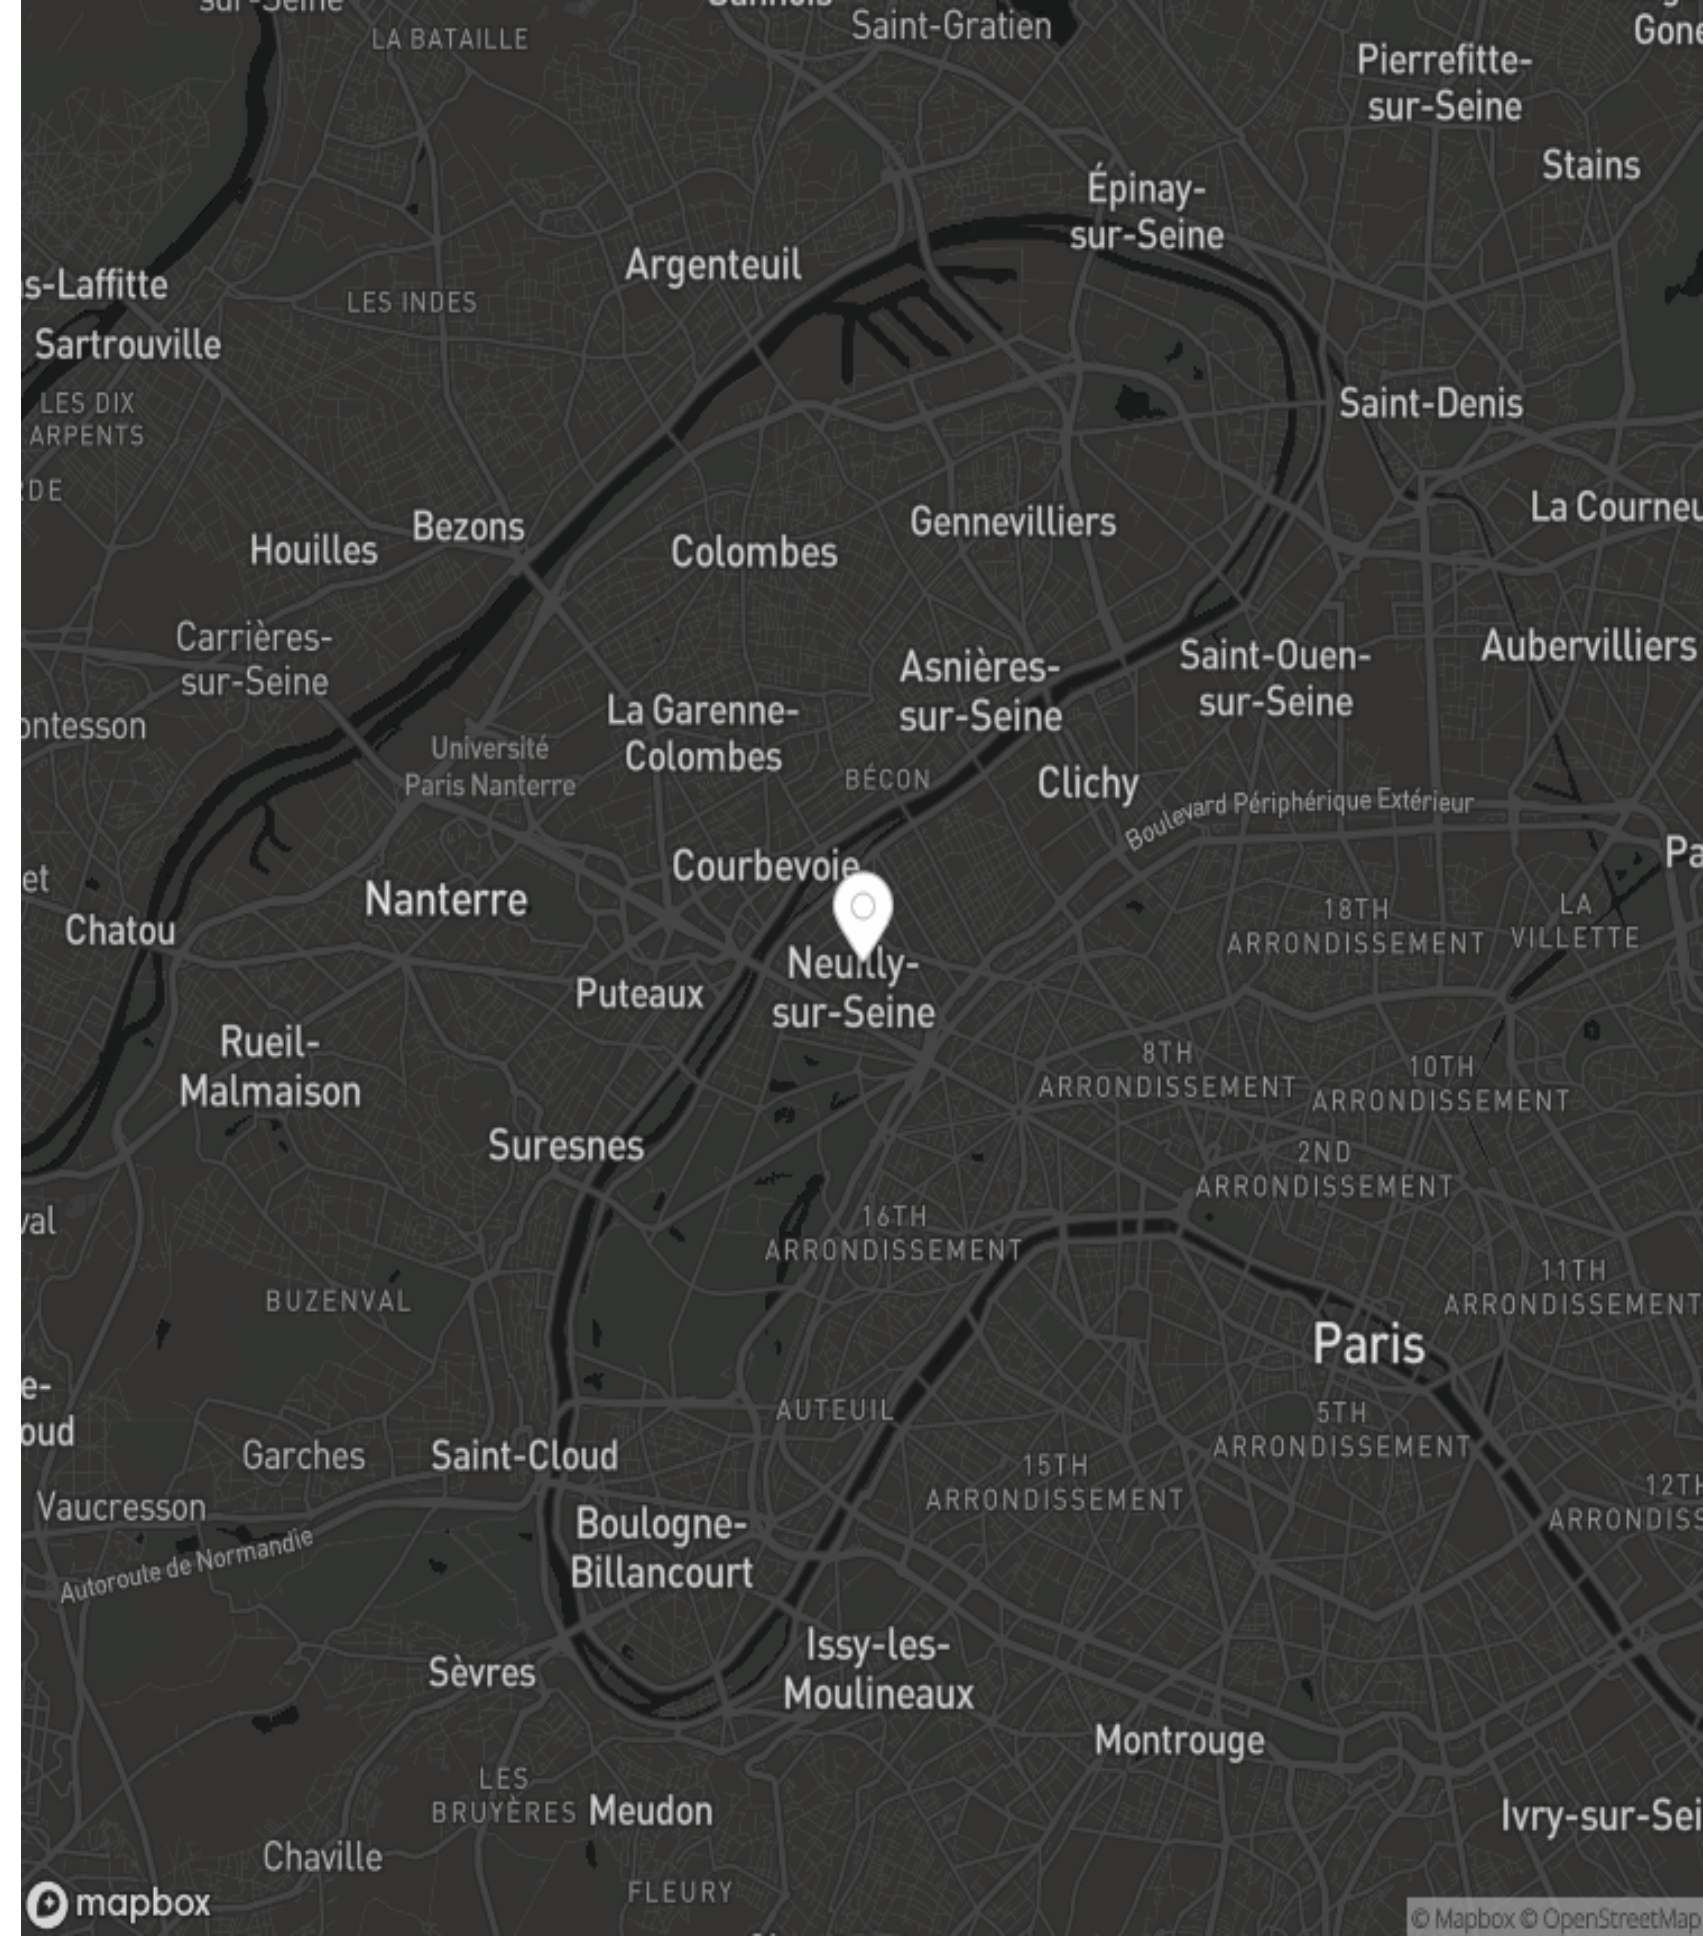 sur-Seine
LA BATAILLE
Saint-Gratien
Pierrefitte-
sur-Seine
Stains
Épinay-
sur-Seine
Argenteuil
s-Laffitte
LES INDES
Sartrouville
LES DIX
ARPENTS
Saint-Denis
Houilles
Bezons
Colombes
Gennevilliers
Carrières-
sur-Seine
Asnières-
sur-Seine
Saint-Ouen-
sur-Seine
Aubervilliers
ontesson
La Garenne-
Colombes
Université
Paris Nanterre
BÉCON
Clichy
Boulevard Périphérique Extérieur
Courbevoie
Pa
et
Nanterre
Chatou
18TH
ARRONDISSEMENT
LA
VILLETTE
Neuilly-
sur-Seine
Puteaux
Rueil-
Malmaison
8TH
ARRONDISSEMENT
10TH
ARRONDISSEMENT
Suresnes
2ND
ARRONDISSEMENT
val
16TH
ARRONDISSEMENT
BUZENVAL
11TH
ARRONDISSEMENT
Paris
e-
oud
AUTEUIL
5TH
ARRONDISSEMENT
Garches
Saint-Cloud
15TH
ARRONDISSEMENT
12TH
ARRONDISS
Vaucresson
Autoroute de Normandie
Boulogne-
Billancourt
Issy-les-
Moulineaux
Sèvres
Montrouge
LES
BRUYÈRES
Meudon
Ivry-sur-Sei
Chaville
FLEURY
mapbox
© Mapbox © OpenStreetMap